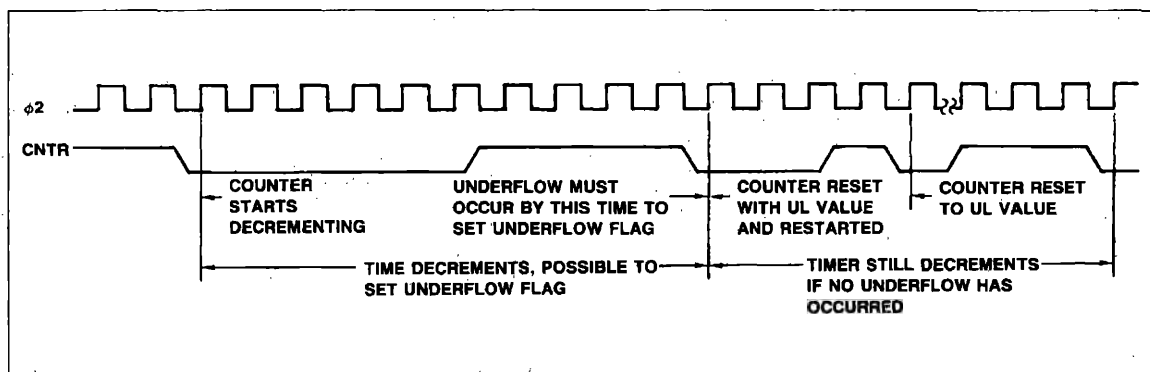 φ2
CNTR
COUNTER
STARTS
DECREMENTING
UNDERFLOW MUST
OCCUR BY THIS TIME TO
SET UNDERFLOW FLAG
COUNTER RESET
WITH UL VALUE
AND RESTARTED
COUNTER RESET
TO UL VALUE
TIME DECREMENTS, POSSIBLE TO
SET UNDERFLOW FLAG
TIMER STILL DECREMENTS
IF NO UNDERFLOW HAS
OCCURRED